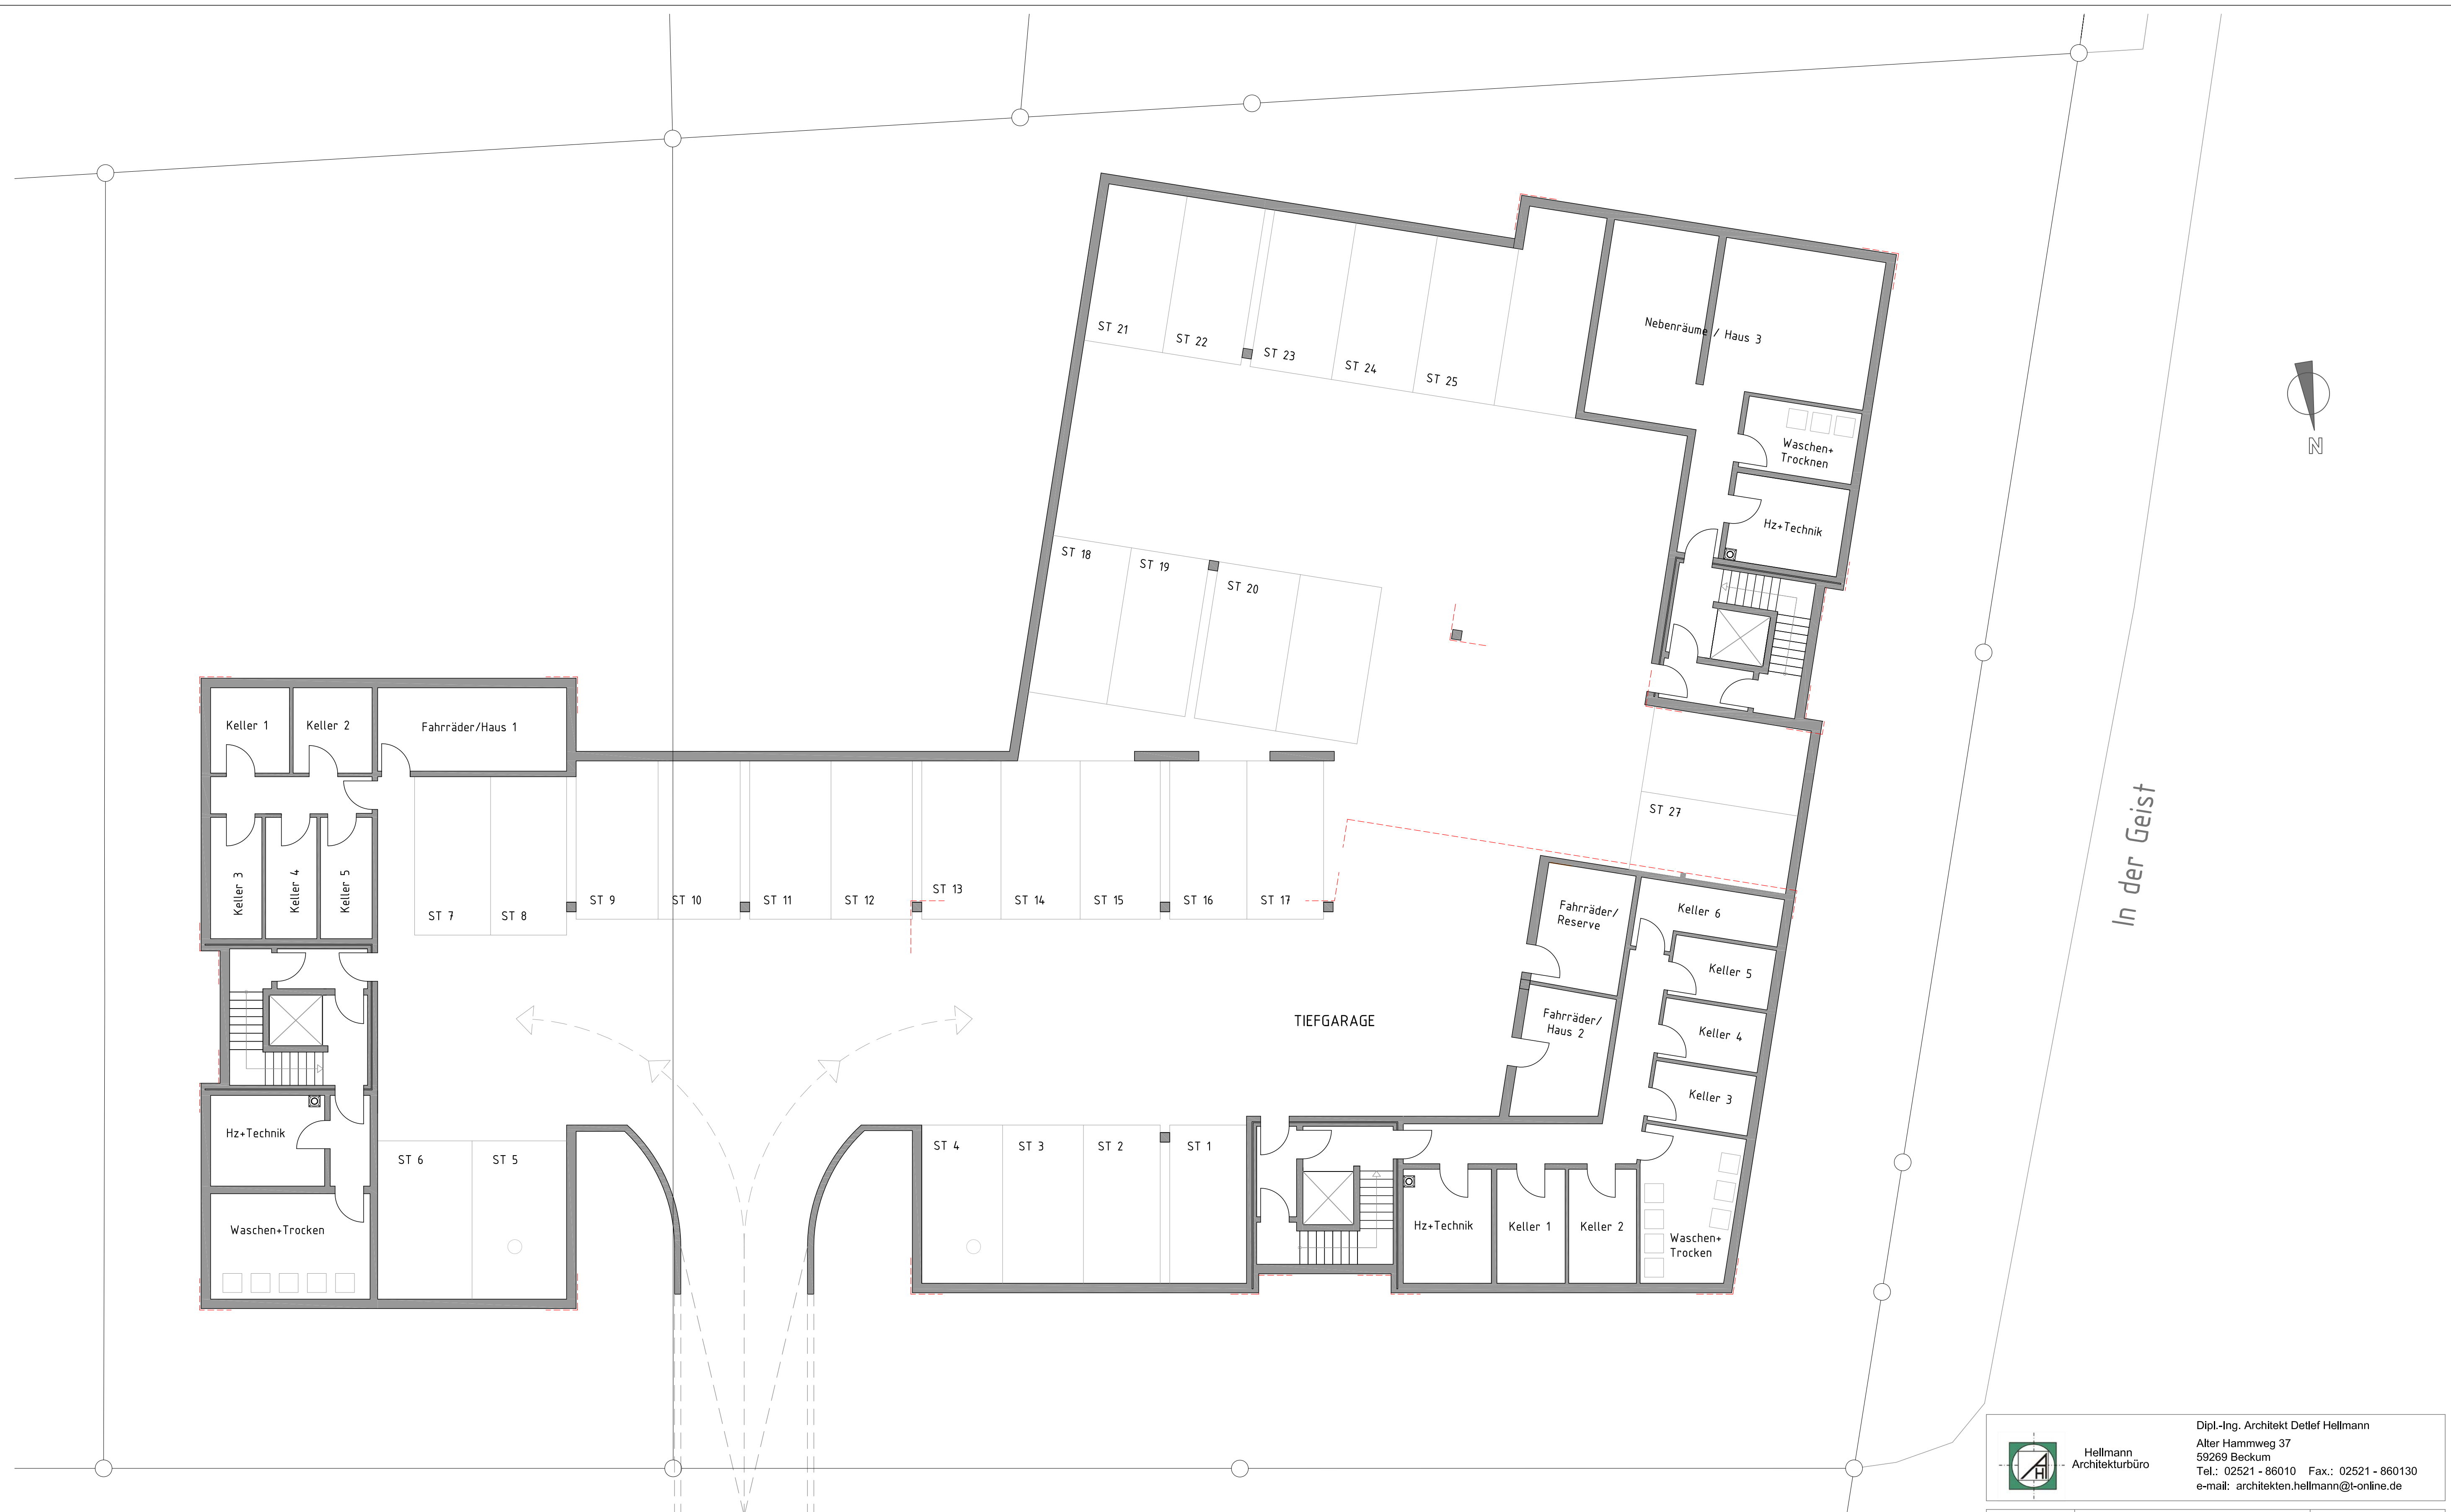 ST 21
ST 22
ST 23
ST 24
ST 25
Nebenräume / Haus 3
Waschen+
Trocknen
Hz+Technik
N
ST 18
ST 19
ST 20
Keller 1
Keller 2
Fahrräder/Haus 1
Keller 3
Keller 4
Keller 5
ST 7
ST 8
ST 9
ST 10
ST 11
ST 12
ST 13
ST 14
ST 15
ST 16
ST 17
ST 27
In der Geist
Fahrräder/
Reserve
Keller 6
Keller 5
Keller 4
Keller 3
Fahrräder/
Haus 2
TIEFGARAGE
Hz+Technik
ST 6
ST 5
ST 4
ST 3
ST 2
ST 1
Waschen+Trocken
Hz+Technik
Keller 1
Keller 2
Waschen+
Trocken
Hellmann
Architekturbüro
Dipl.-Ing. Architekt Detlef Hellmann
Alter Hammweg 37
59269 Beckum
Tel.: 02521 - 86010 Fax.: 02521 - 860130
e-mail: architekten.hellmann@t-online.de